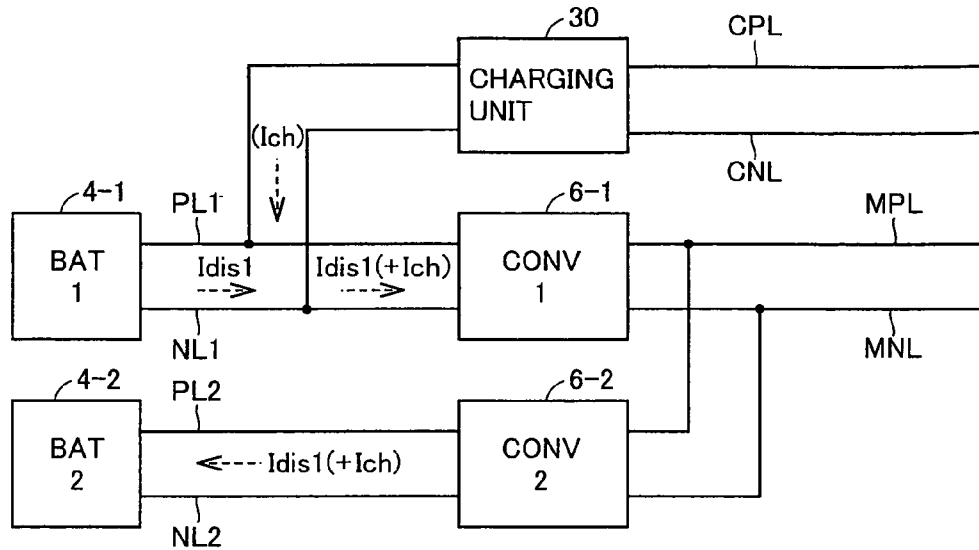 30
CPL
CHARGING
UNIT
(Ich)
CNL
4-1
PL1
6-1
MPL
BAT
1
Idis1
Idis1(+Ich)
CONV
1
NL1
MNL
4-2
PL2
6-2
BAT
2
Idis1(+Ich)
CONV
2
NL2